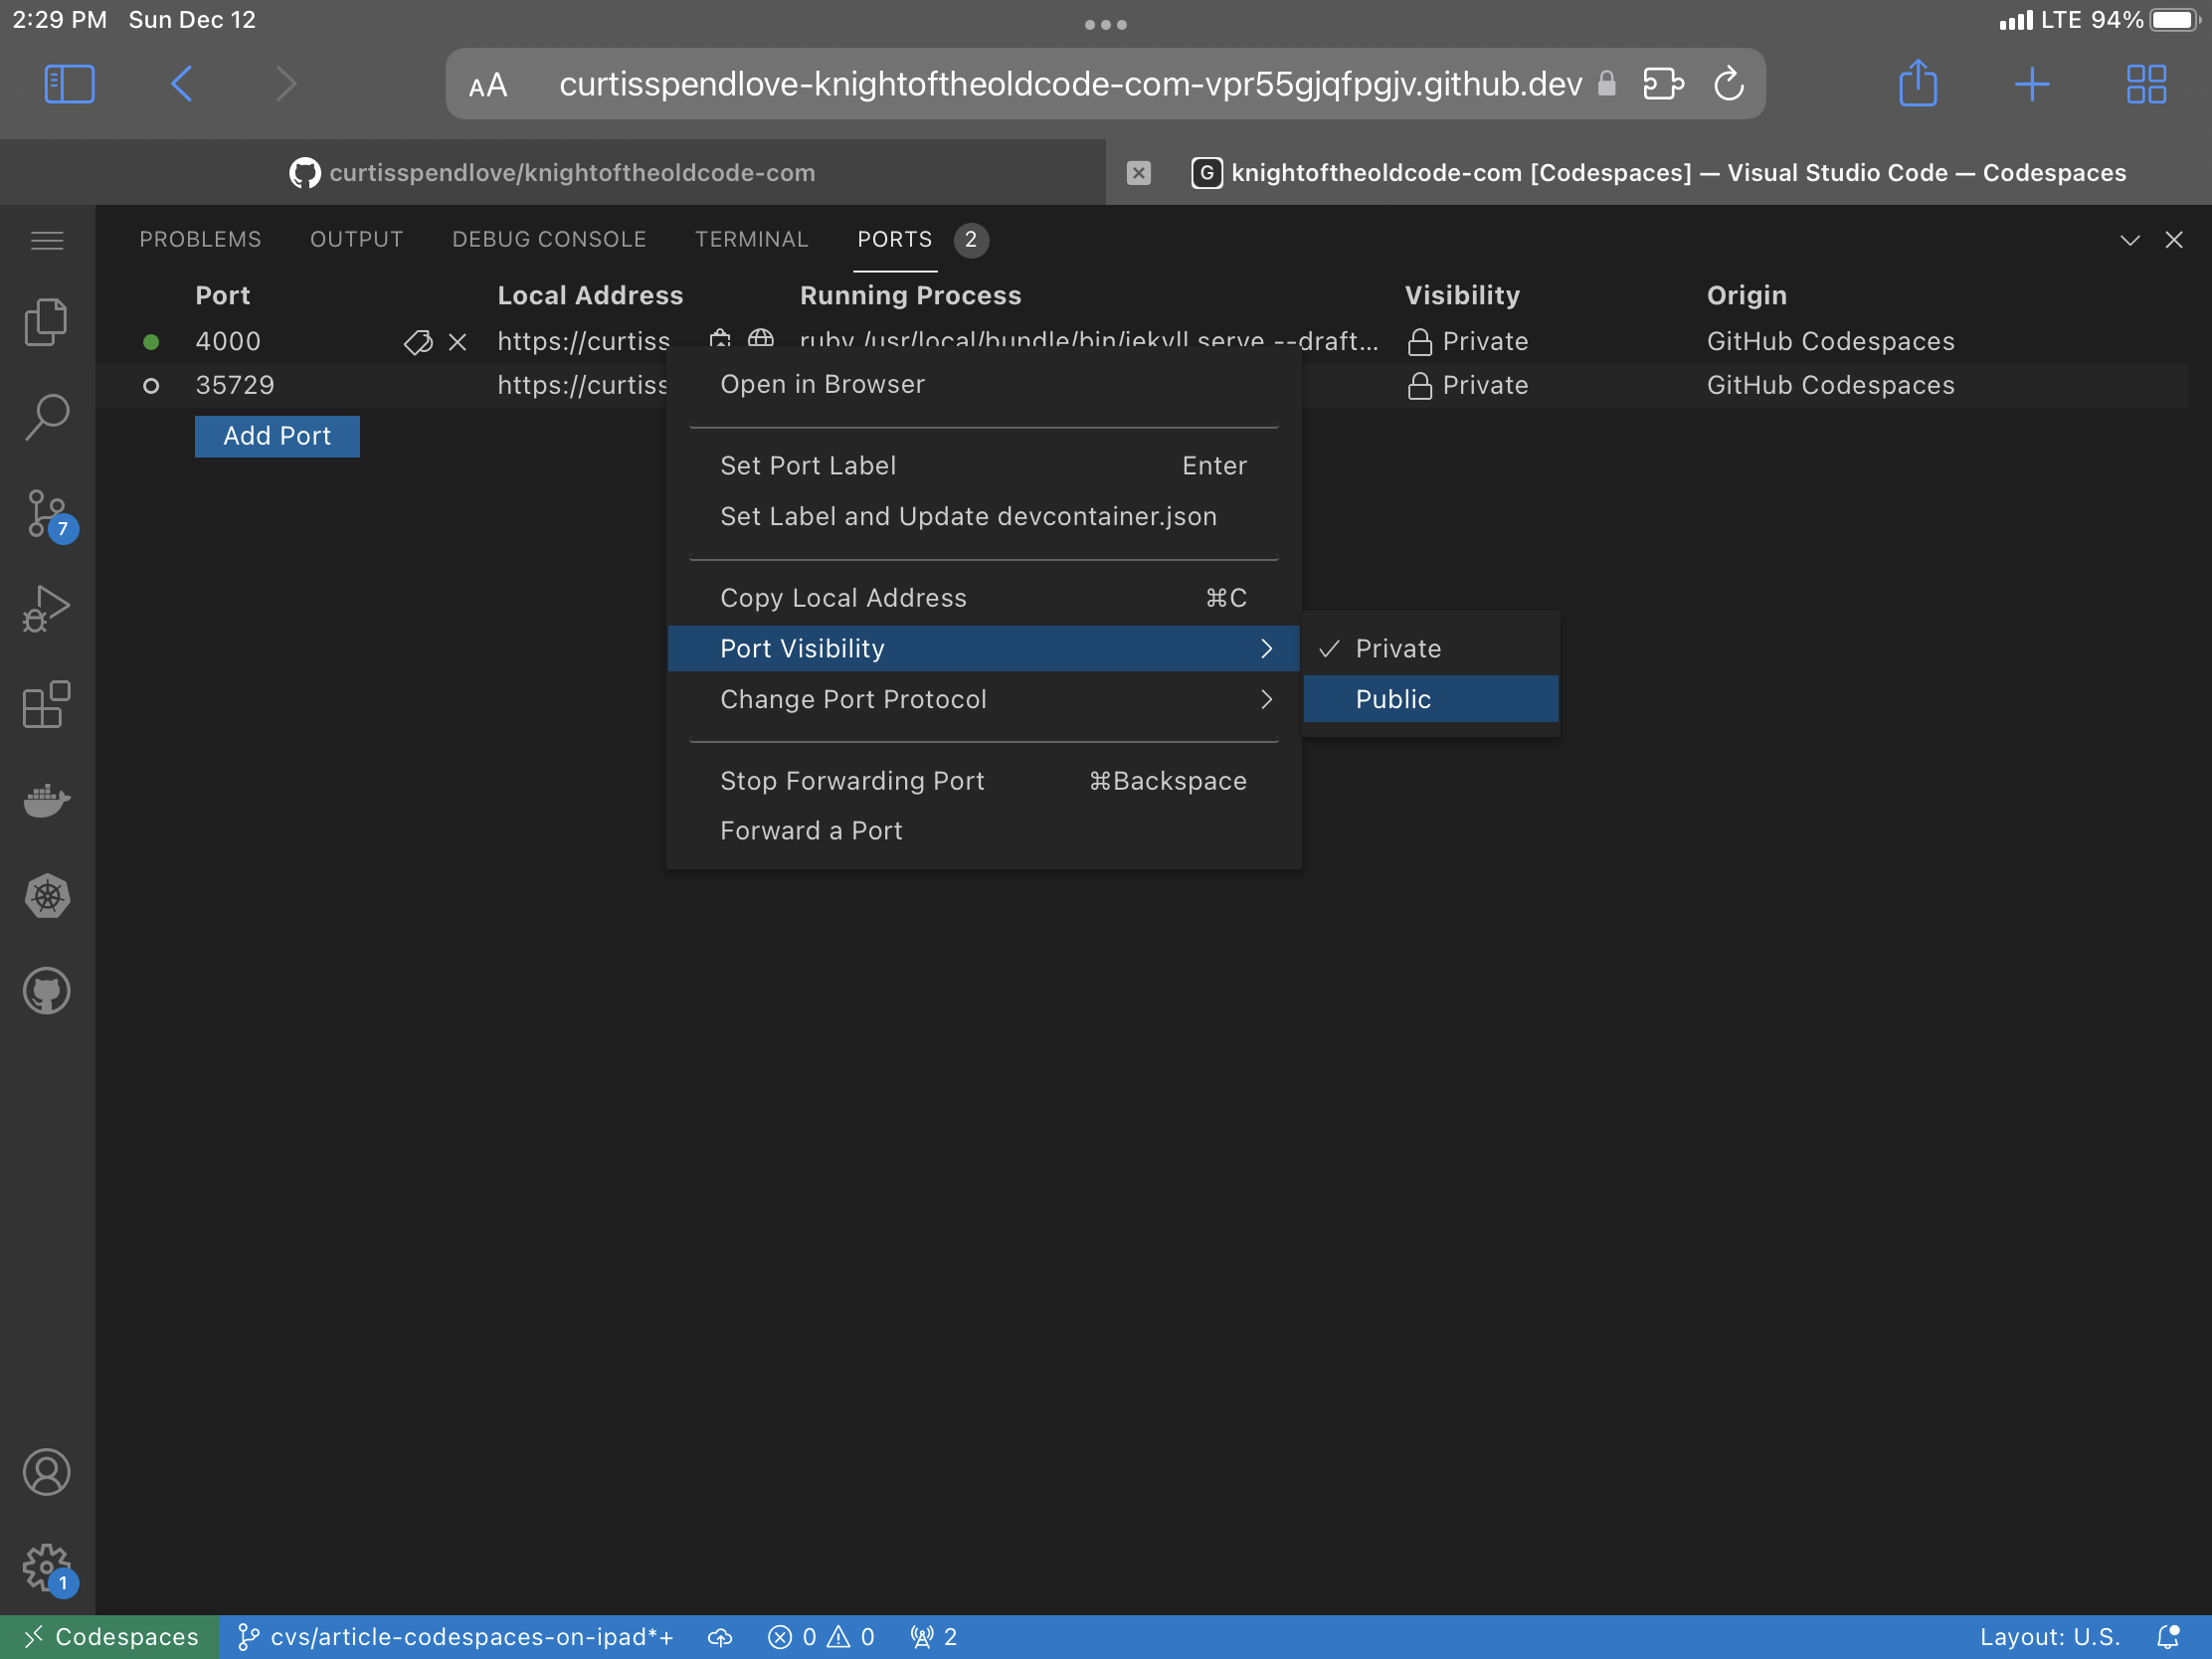 2:29 PM Sun Dec 12
LTE 94%
AA curtisspendlove-knightoftheoldcode-com-vpr55gjqfpgjv.github.dev
curtisspendlove/knightoftheoldcode-com
G knightoftheoldcode-com [Codespaces] — Visual Studio Code — Codespaces
PROBLEMS OUTPUT DEBUG CONSOLE TERMINAL PORTS 2
Port Local Address Running Process Visibility Origin
4000 https://curtiss ruby /usr/local/bundle/bin/jekyll serve --draft... Private GitHub Codespaces
35729 https://curtiss Private GitHub Codespaces
Add Port
Open in Browser
Set Port Label Enter
Set Label and Update devcontainer.json
Copy Local Address ⌘C
Port Visibility
Change Port Protocol
Stop Forwarding Port ⌘Backspace
Forward a Port
Private
Public
7
1
Codespaces cvs/article-codespaces-on-ipad*+ 0 0 2 Layout: U.S.